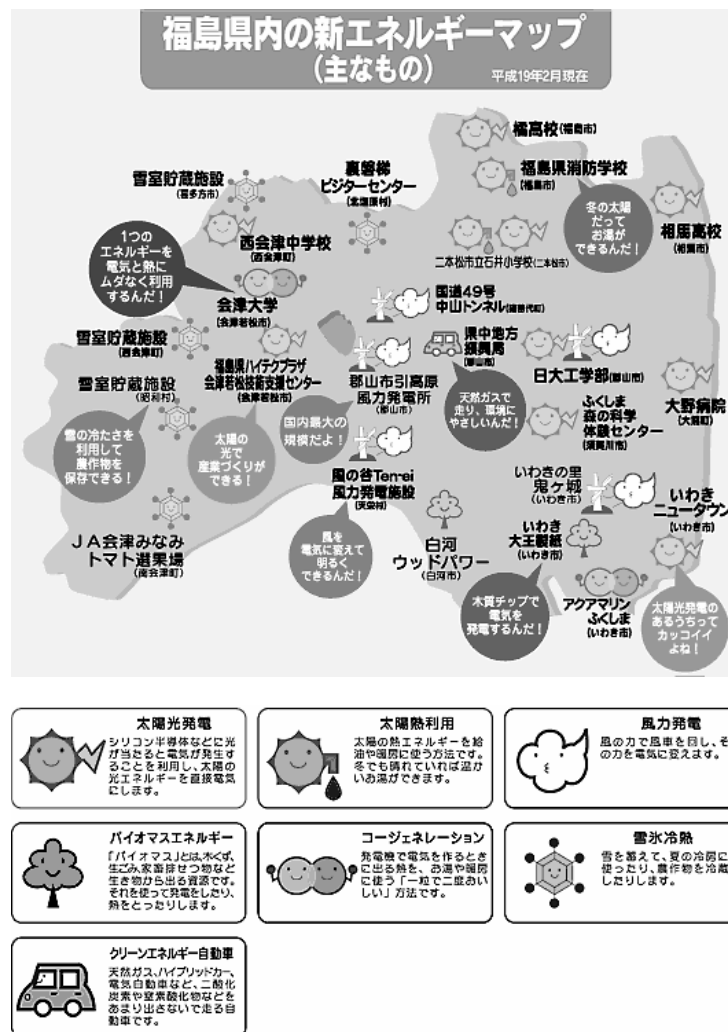 福島県内の新エネルギーマップ
(主なもの)
平成19年2月現在
橘高校(福島市)
福島県消防学校
(福島市)
冬の太陽
だって
お湯が
できるんだ！
相馬高校
(相馬市)
裏磐梯
ビジターセンター
(北塩原村)
雪室貯蔵施設
(喜多方市)
西会津中学校
(西会津町)
1つの
エネルギーを
電気と熱に
ムダなく利用
するんだ！
会津大学
(会津若松市)
二本松市立石井小学校(二本松市)
国道49号
中山トンネル(猪苗代町)
県中地方
振興局
(郡山市)
日大工学部(郡山市)
雪室貯蔵施設
(西会津町)
福島県ハイテクプラザ
会津若松技術支援センター
(会津若松市)
郡山市布引高原
風力発電所
(郡山市)
国内最大の
規模だよ！
天然ガスで
走り、環境に
やさしいんだ！
大野病院
(大熊町)
雪室貯蔵施設
(昭和村)
雪の冷たさを
利用して
農作物を
保存できる！
太陽の
光で
産業づくりが
できる！
ふくしま
森の科学
体験センター
(須賀川市)
風の谷Ten-ei
風力発電施設
(天栄村)
風を
電気に変えて
明るく
できるんだ！
いわきの里
鬼ヶ城
(いわき市)
いわき
ニュータウン
(いわき市)
ＪＡ会津みなみ
トマト選果場
(南会津町)
白河
ウッドパワー
(白河市)
いわき
大王製紙
(いわき市)
木質チップで
電気を
発電するんだ！
アクアマリン
ふくしま
(いわき市)
太陽光発電の
あるうちって
カッコイイ
よね！
太陽光発電
シリコン半導体などに光
が当たると電気が発生す
ることを利用し、太陽の
光エネルギーを直接電気
にします。
太陽熱利用
太陽の熱エネルギーを給
油や暖房に使う方法です。
冬でも晴れていれば温か
いお湯ができます。
風力発電
風の力で風車を回し、そ
の力を電気に変えます。
バイオマスエネルギー
「バイオマス」とは、木くず、
生ごみ、家畜排せつ物など
生き物から出る資源です。
それを使って発電をしたり、
熱をとったりします。
コージェネレーション
発電機で電気を作るとき
に出る熱を、お湯や暖房
に使う「一粒で二度おい
しい」方法です。
雪氷冷熱
雪を蓄えて、夏の冷房に
使ったり、農作物を冷蔵
したりします。
クリーンエネルギー自動車
天然ガス、ハイブリッドカー、
電気自動車など、二酸化
炭素や窒素酸化物などを
あまり出さないで走る自
動車です。